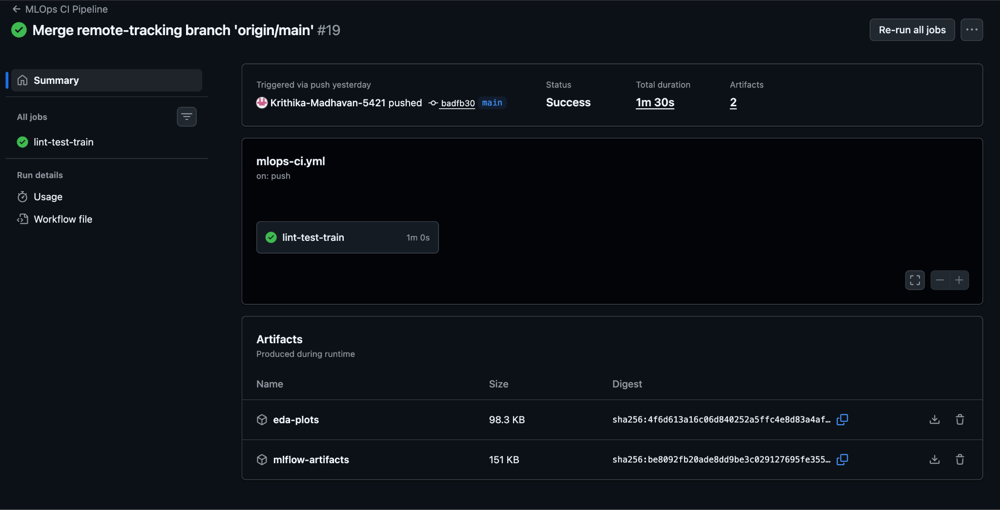 MLOps CI Pipeline
Merge remote-tracking branch 'origin/main' #19
Re-run all jobs
Summary
All jobs
lint-test-train
Run details
Usage
Workflow file
Triggered via push yesterday
Krithika-Madhavan-5421 pushed badfb30 main
Status
Success
Total duration
1m 30s
Artifacts
2
mlops-ci.yml
on: push
lint-test-train 1m 0s
Artifacts
Produced during runtime
Name Size Digest
eda-plots 98.3 KB sha256:4f6d613a16c06d840252a5ffc4e8d83a4af…
mlflow-artifacts 151 KB sha256:be8092fb20ade8dd9be3c029127695fe355…